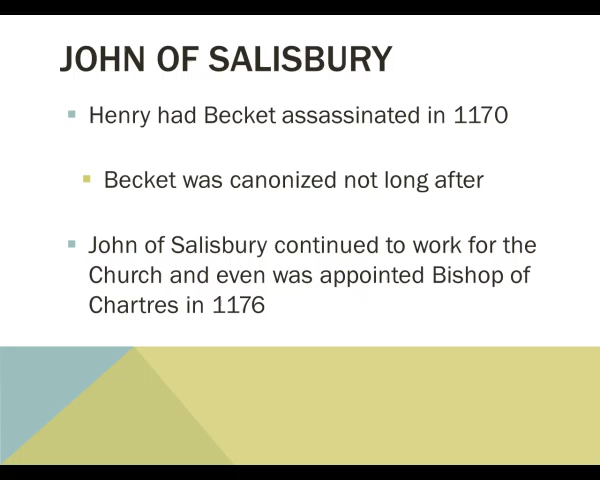 JOHN OF SALISBURY
Henry had Becket assassinated in 1170
Becket was canonized not long after
John of Salisbury continued to work for the
Church and even was appointed Bishop of
Chartres in 1176